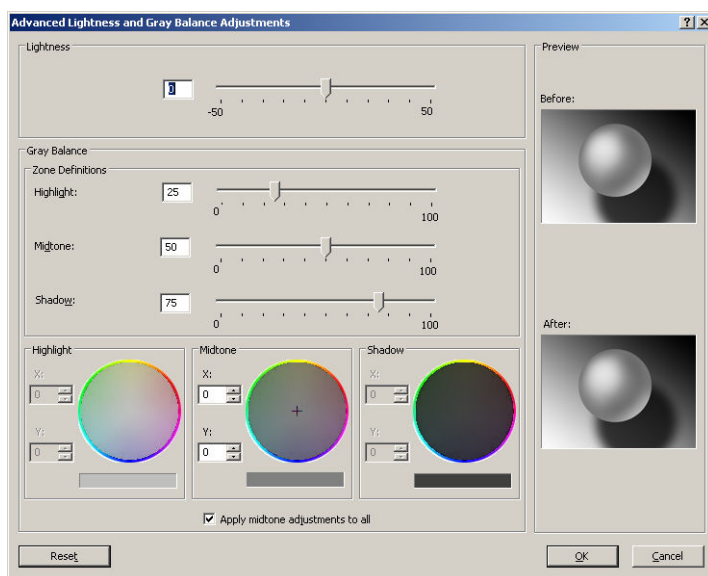 Advanced Lightness and Gray Balance Adjustments
Lightness
0
-50 50
Gray Balance
Zone Definitions
Highlight: 25
0 100
Midtone: 50
0 100
Shadow: 75
0 100
Highlight
X:
0
Y:
0
Midtone
X:
0
Y:
0
Shadow
X:
0
Y:
0
Apply midtone adjustments to all
Preview
Before:
After:
Reset OK Cancel